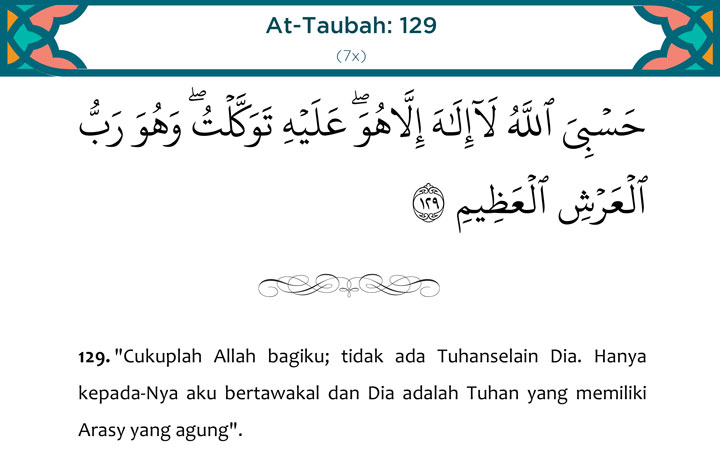 At-Taubah: 129
(7x)
حَسْبِىَ ٱللَّهُ لَآ إِلَـٰهَ إِلَّا هُوَ ۖ عَلَيْهِ تَوَكَّلْتُ ۖ وَهُوَ رَبُّ
ٱلْعَرْشِ ٱلْعَظِيمِ ١٢٩
129. "Cukuplah Allah bagiku; tidak ada Tuhanselain Dia. Hanya
kepada-Nya aku bertawakal dan Dia adalah Tuhan yang memiliki
Arasy yang agung".